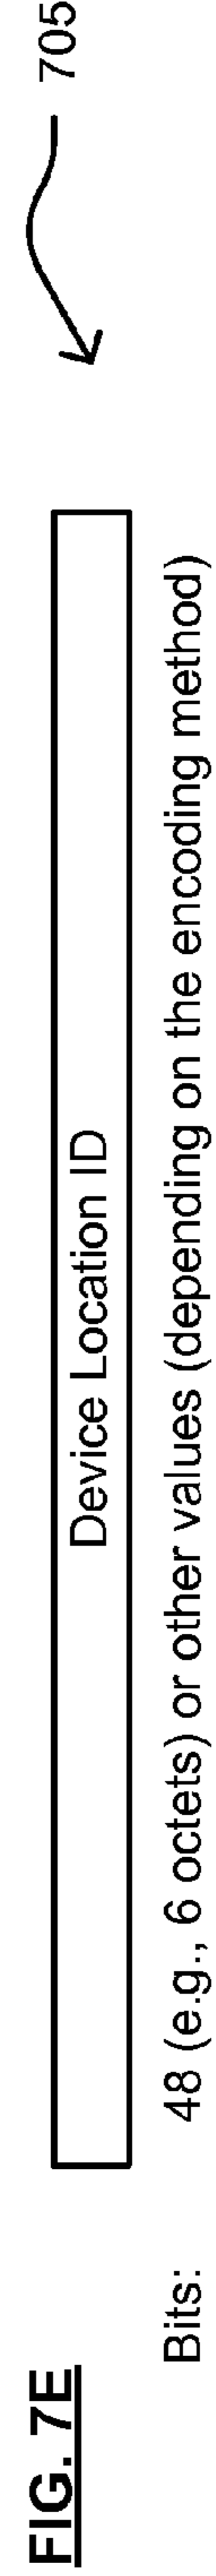 FIG. 7E
705
Device Location ID
Bits: 48 (e.g., 6 octets) or other values (depending on the encoding method)